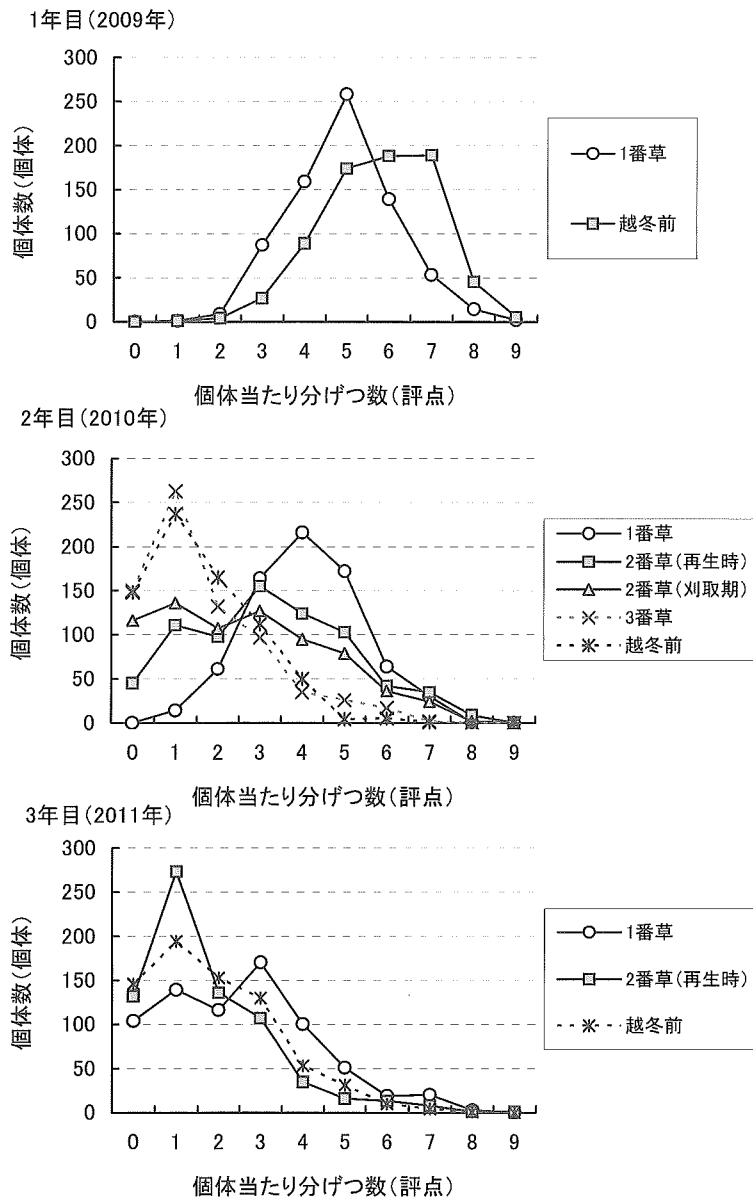 1年目(2009年)
300
250
200
150
100
50
0
個体数(個体)
0 1 2 3 4 5 6 7 8 9
個体当たり分げつ数(評点)
1番草
越冬前
2年目(2010年)
300
250
200
150
100
50
0
個体数(個体)
0 1 2 3 4 5 6 7 8 9
個体当たり分げつ数(評点)
1番草
2番草(再生時)
2番草(刈取期)
3番草
越冬前
3年目(2011年)
300
250
200
150
100
50
0
個体数(個体)
0 1 2 3 4 5 6 7 8 9
個体当たり分げつ数(評点)
1番草
2番草(再生時)
越冬前